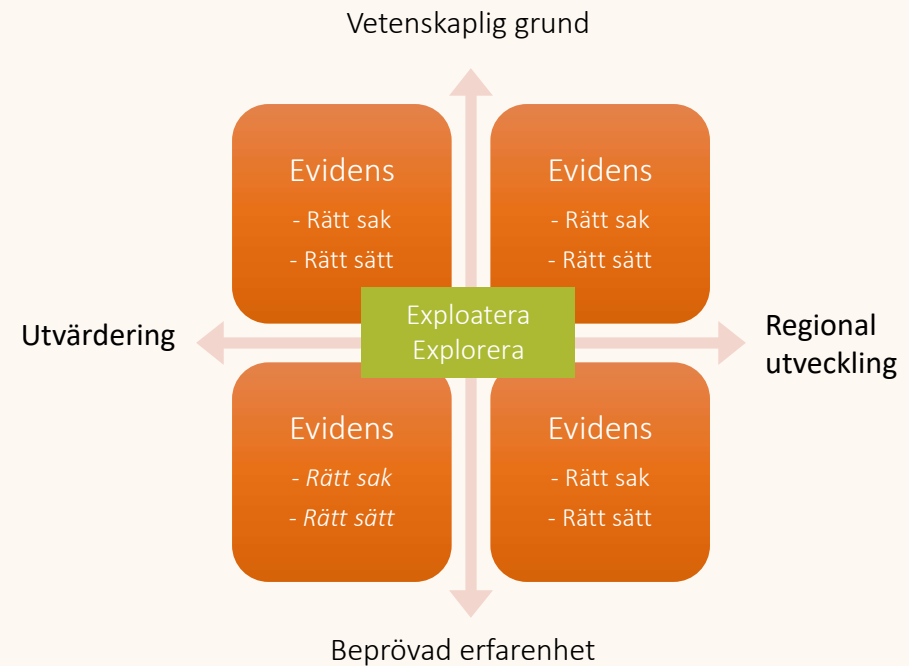 Vetenskaplig grund
Evidens
- Rätt sak
- Rätt sätt
Evidens
- Rätt sak
- Rätt sätt
Utvärdering
Exploatera
Explorera
Regional
utveckling
Evidens
- Rätt sak
- Rätt sätt
Evidens
- Rätt sak
- Rätt sätt
Beprövad erfarenhet